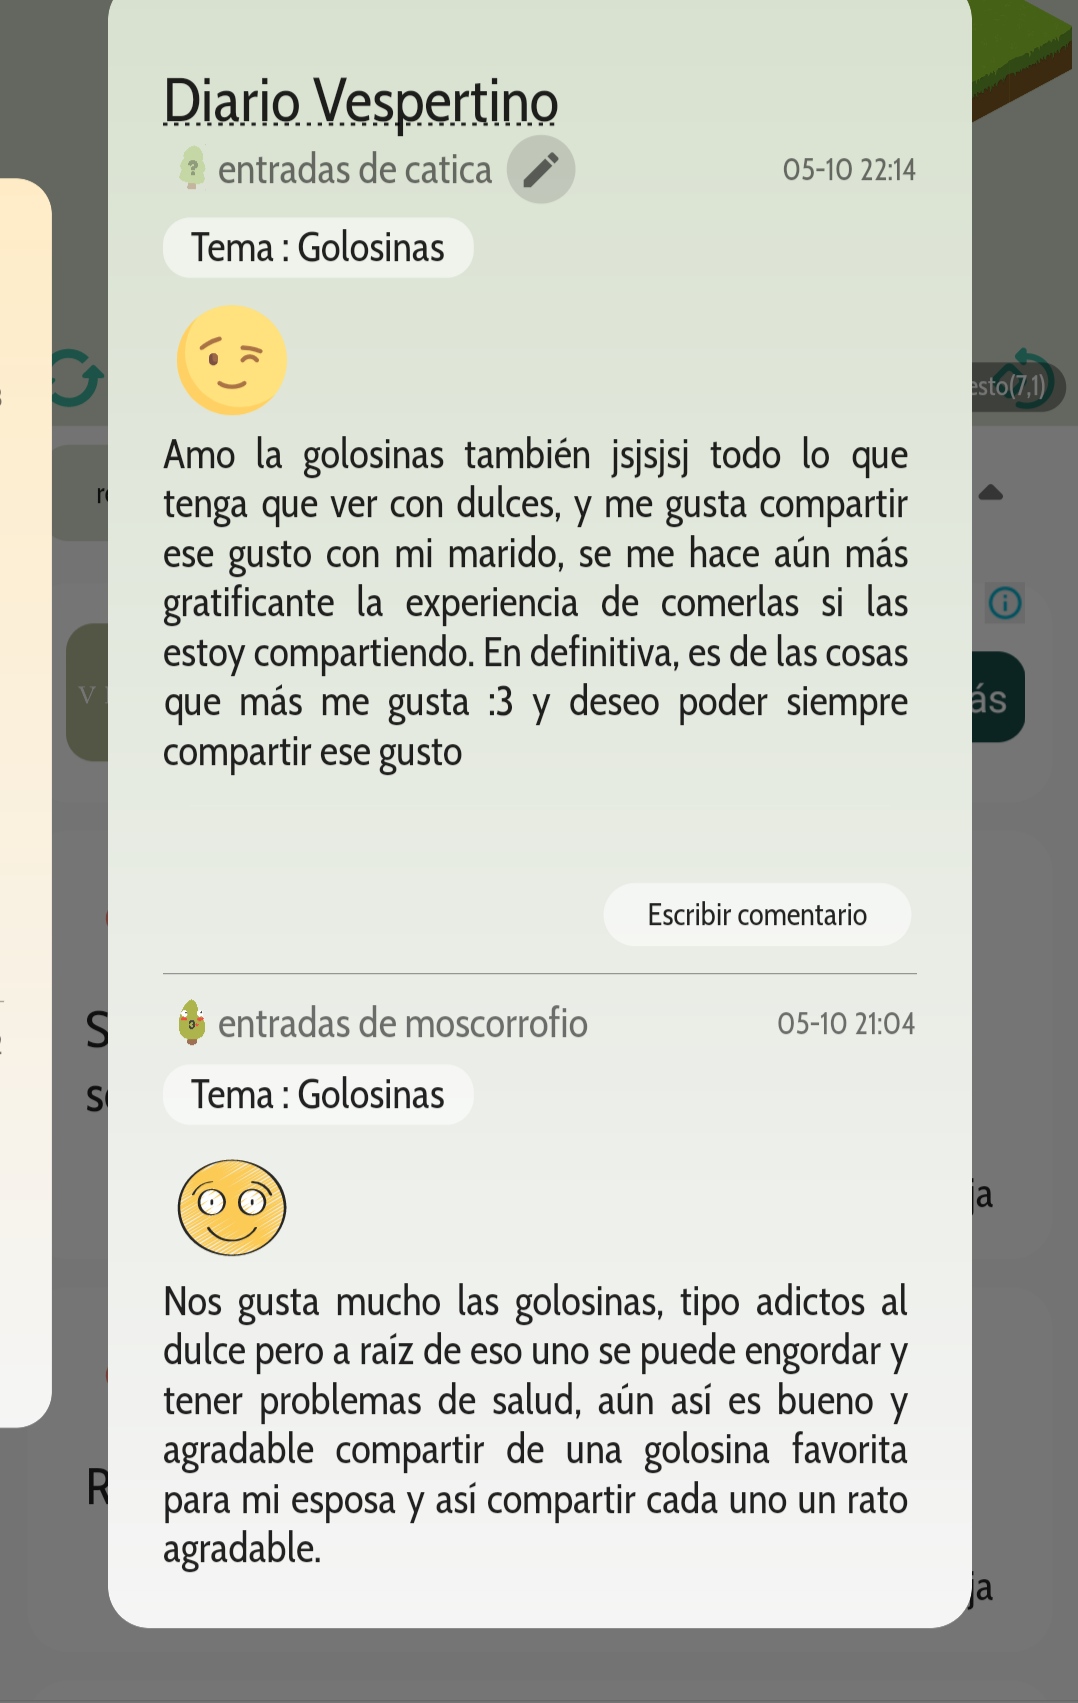 Diario Vespertino
entradas de catica
05-10 22:14
Tema : Golosinas
Amo la golosinas también jsjsjsj todo lo que
tenga que ver con dulces, y me gusta compartir
ese gusto con mi marido, se me hace aún más
gratificante la experiencia de comerlas si las
estoy compartiendo. En definitiva, es de las cosas
que más me gusta :3 y deseo poder siempre
compartir ese gusto
Escribir comentario
entradas de moscorrofio
05-10 21:04
Tema : Golosinas
Nos gusta mucho las golosinas, tipo adictos al
dulce pero a raíz de eso uno se puede engordar y
tener problemas de salud, aún así es bueno y
agradable compartir de una golosina favorita
para mi esposa y así compartir cada uno un rato
agradable.
esto(7,1)
ás
ja
ja